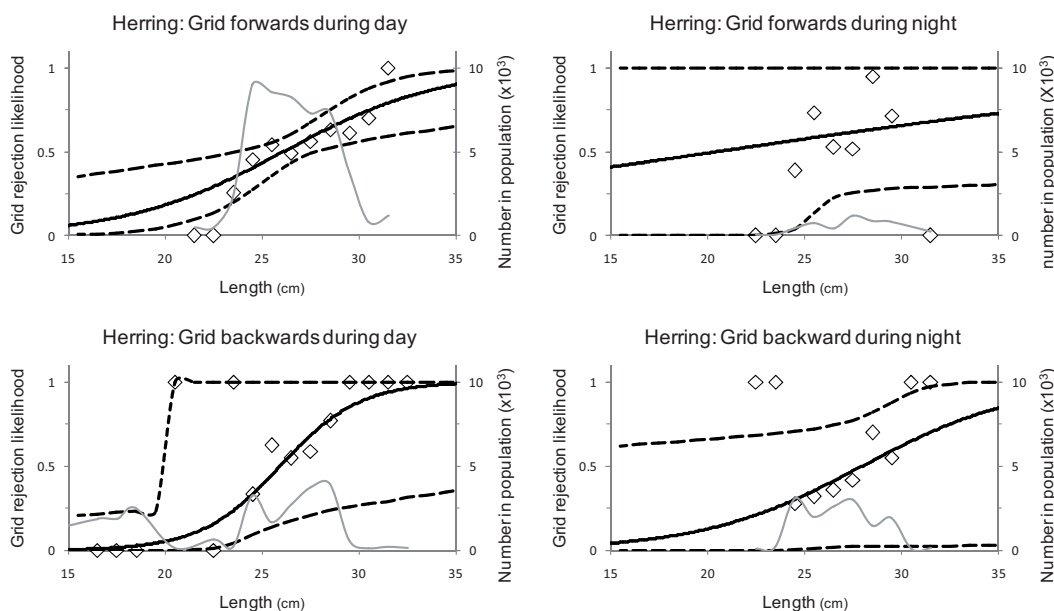 Herring: Grid forwards during day
Grid rejection likelihood
1
0.5
0
10
5
0
Number in population (x10³)
15 20 25 30 35
Length (cm)
Herring: Grid forwards during night
Grid rejection likelihood
1
0.5
0
10
5
0
number in population (X10³)
15 20 25 30 35
Length (cm)
Herring: Grid backwards during day
Grid rejection likelihood
1
0.5
0
10
5
0
Number in population (x10³)
15 20 25 30 35
Length (cm)
Herring: Grid backward during night
Grid rejection likelihood
1
0.5
0
10
5
0
Number in population (x10³)
15 20 25 30 35
Length (cm)